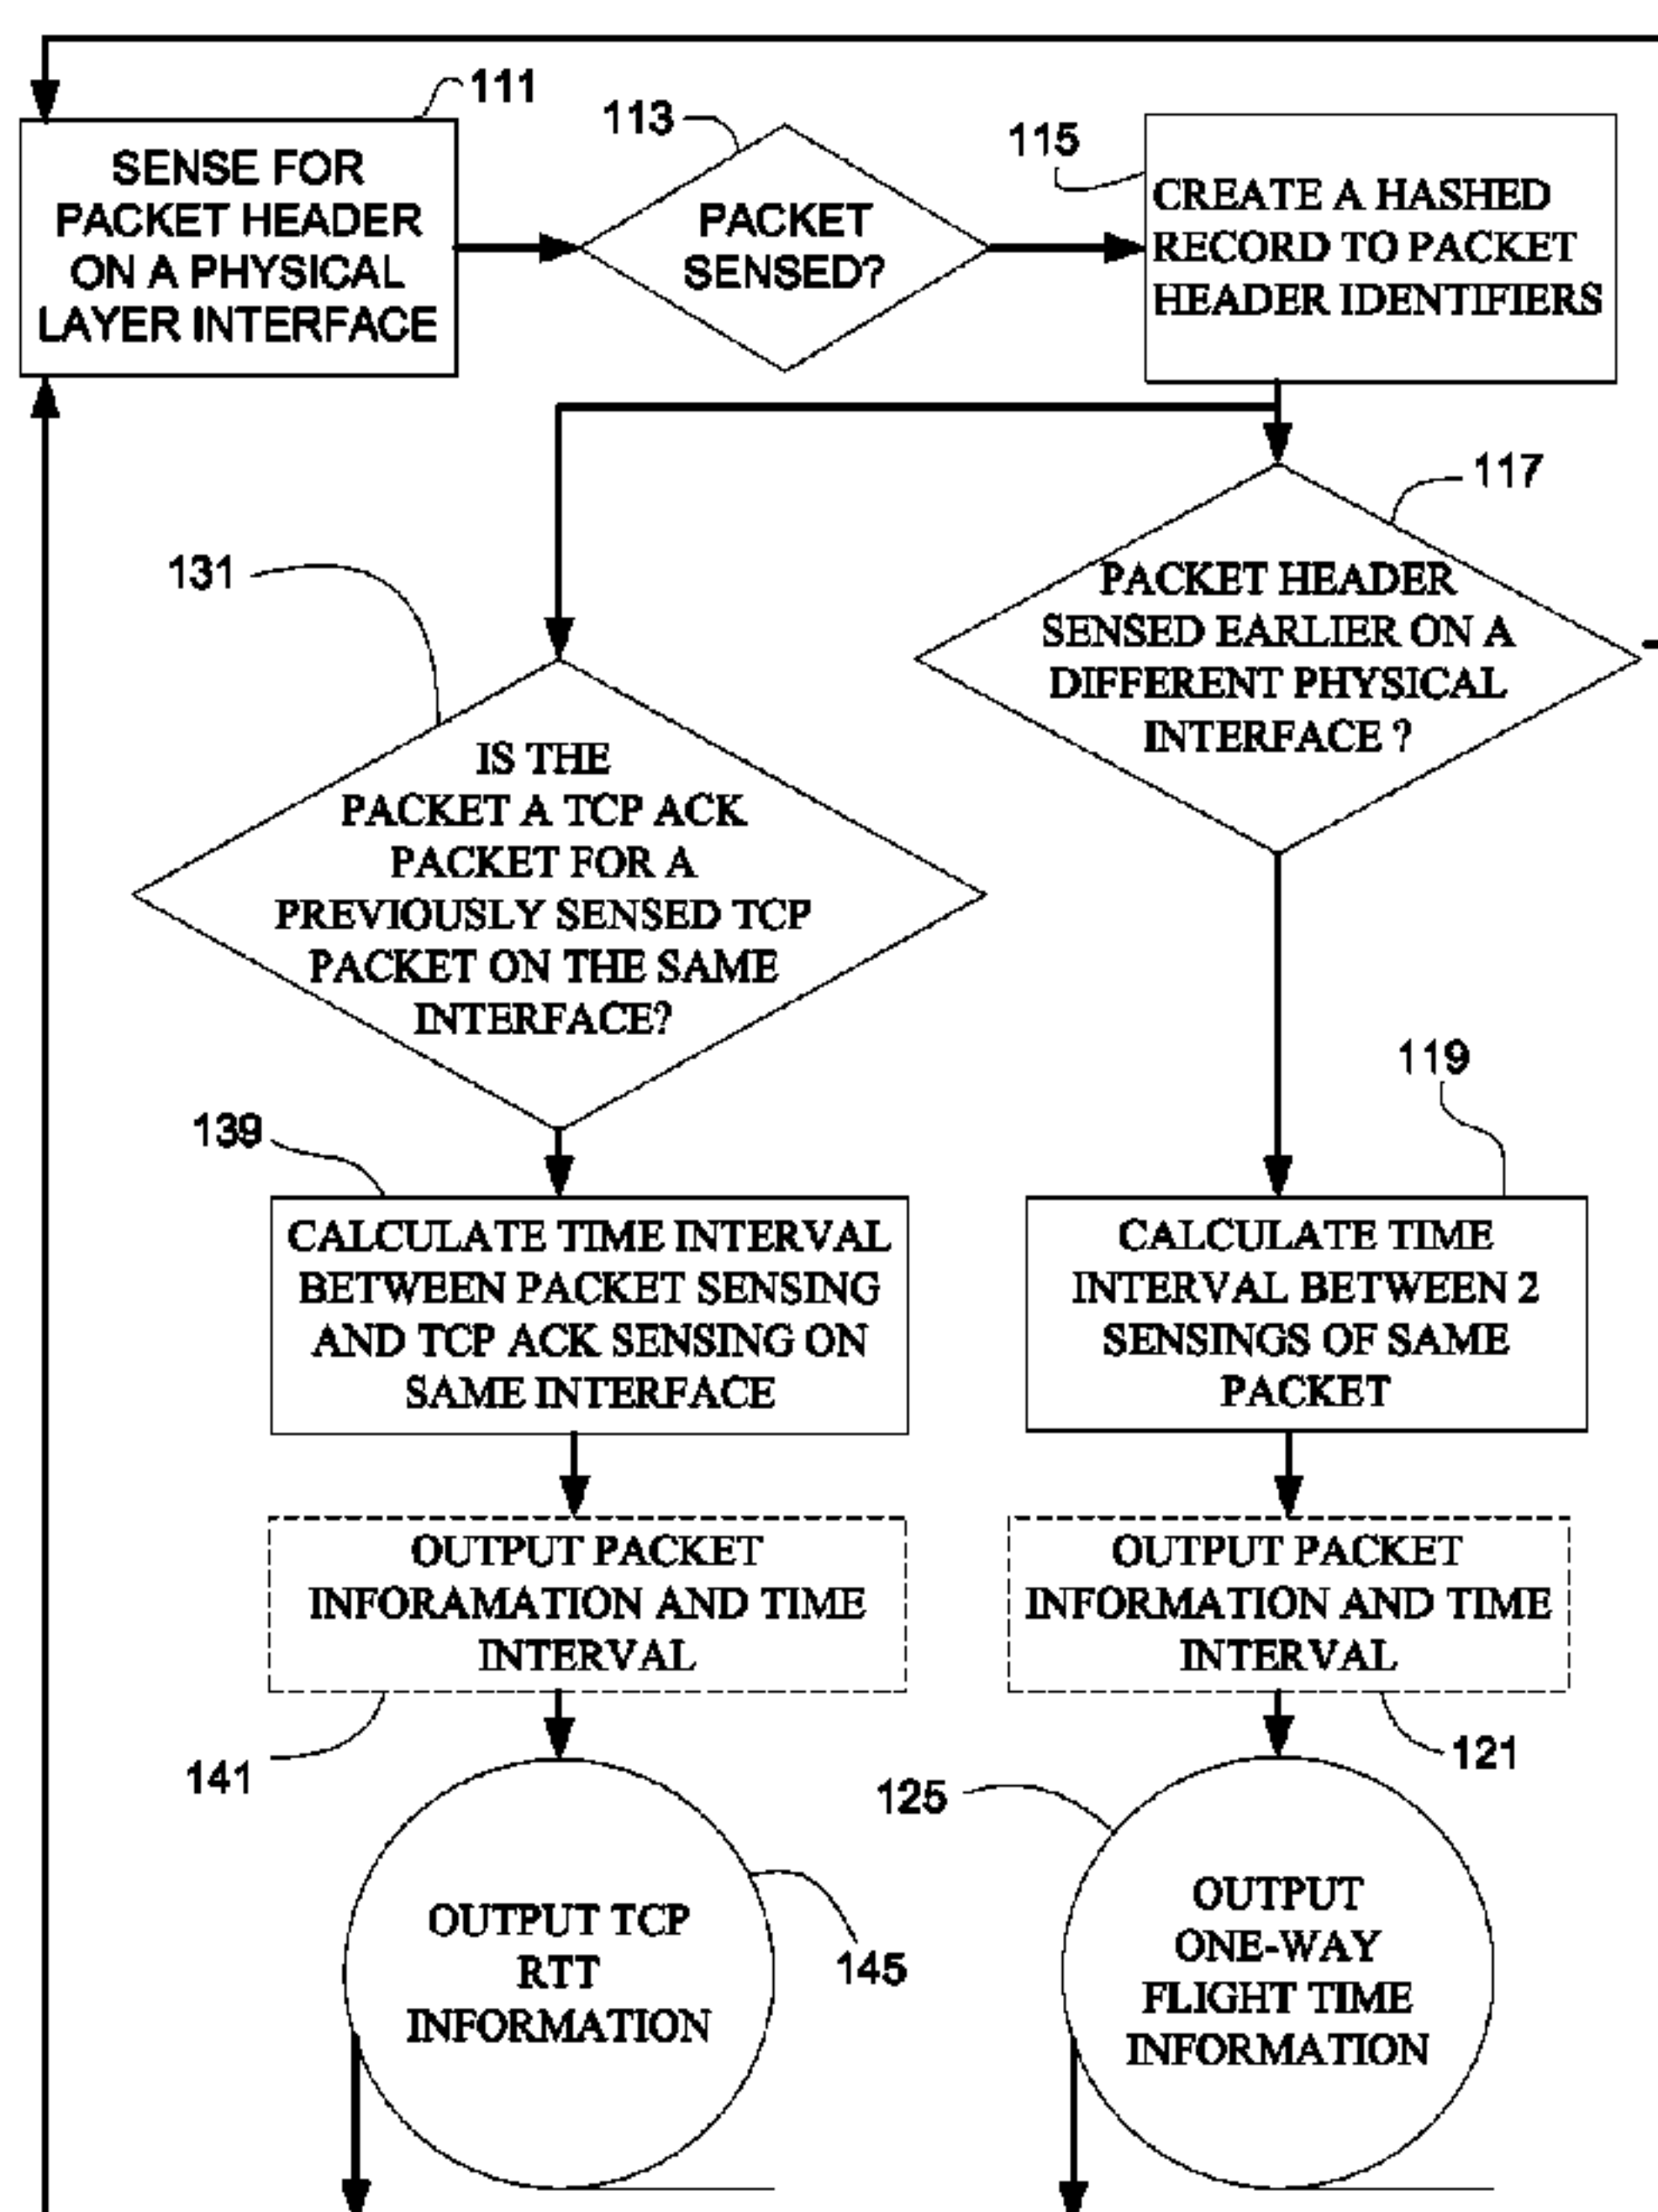 111
SENSE FOR
PACKET HEADER
ON A PHYSICAL
LAYER INTERFACE
113
PACKET
SENSED?
115
CREATE A HASHED
RECORD TO PACKET
HEADER IDENTIFIERS
117
PACKET HEADER
SENSED EARLIER ON A
DIFFERENT PHYSICAL
INTERFACE ?
131
IS THE
PACKET A TCP ACK
PACKET FOR A
PREVIOUSLY SENSED TCP
PACKET ON THE SAME
INTERFACE?
139
CALCULATE TIME INTERVAL
BETWEEN PACKET SENSING
AND TCP ACK SENSING ON
SAME INTERFACE
119
CALCULATE TIME
INTERVAL BETWEEN 2
SENSINGS OF SAME
PACKET
OUTPUT PACKET
INFORAMATION AND TIME
INTERVAL
141
OUTPUT PACKET
INFORMATION AND TIME
INTERVAL
121
OUTPUT TCP
RTT
INFORMATION
145
125
OUTPUT
ONE-WAY
FLIGHT TIME
INFORMATION